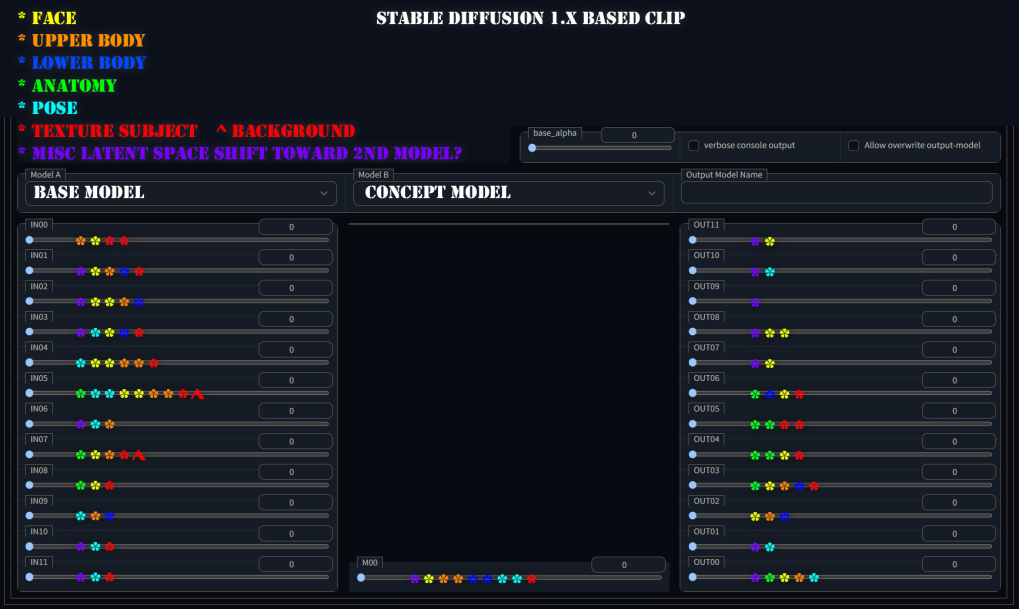 * FACE
STABLE DIFFUSION 1.X BASED CLIP
* UPPER BODY
* LOWER BODY
* ANATOMY
* POSE
* TEXTURE SUBJECT ^ BACKGROUND
* MISC LATENT SPACE SHIFT TOWARD 2ND MODEL?
base_alpha
0
verbose console output
Allow overwrite output-model
Model A
BASE MODEL
Model B
CONCEPT MODEL
Output Model Name
IN00
0
IN01
0
IN02
0
IN03
0
IN04
0
IN05
0
IN06
0
IN07
0
IN08
0
IN09
0
IN10
0
IN11
0
M00
0
OUT11
0
OUT10
0
OUT09
0
OUT08
0
OUT07
0
OUT06
0
OUT05
0
OUT04
0
OUT03
0
OUT02
0
OUT01
0
OUT00
0